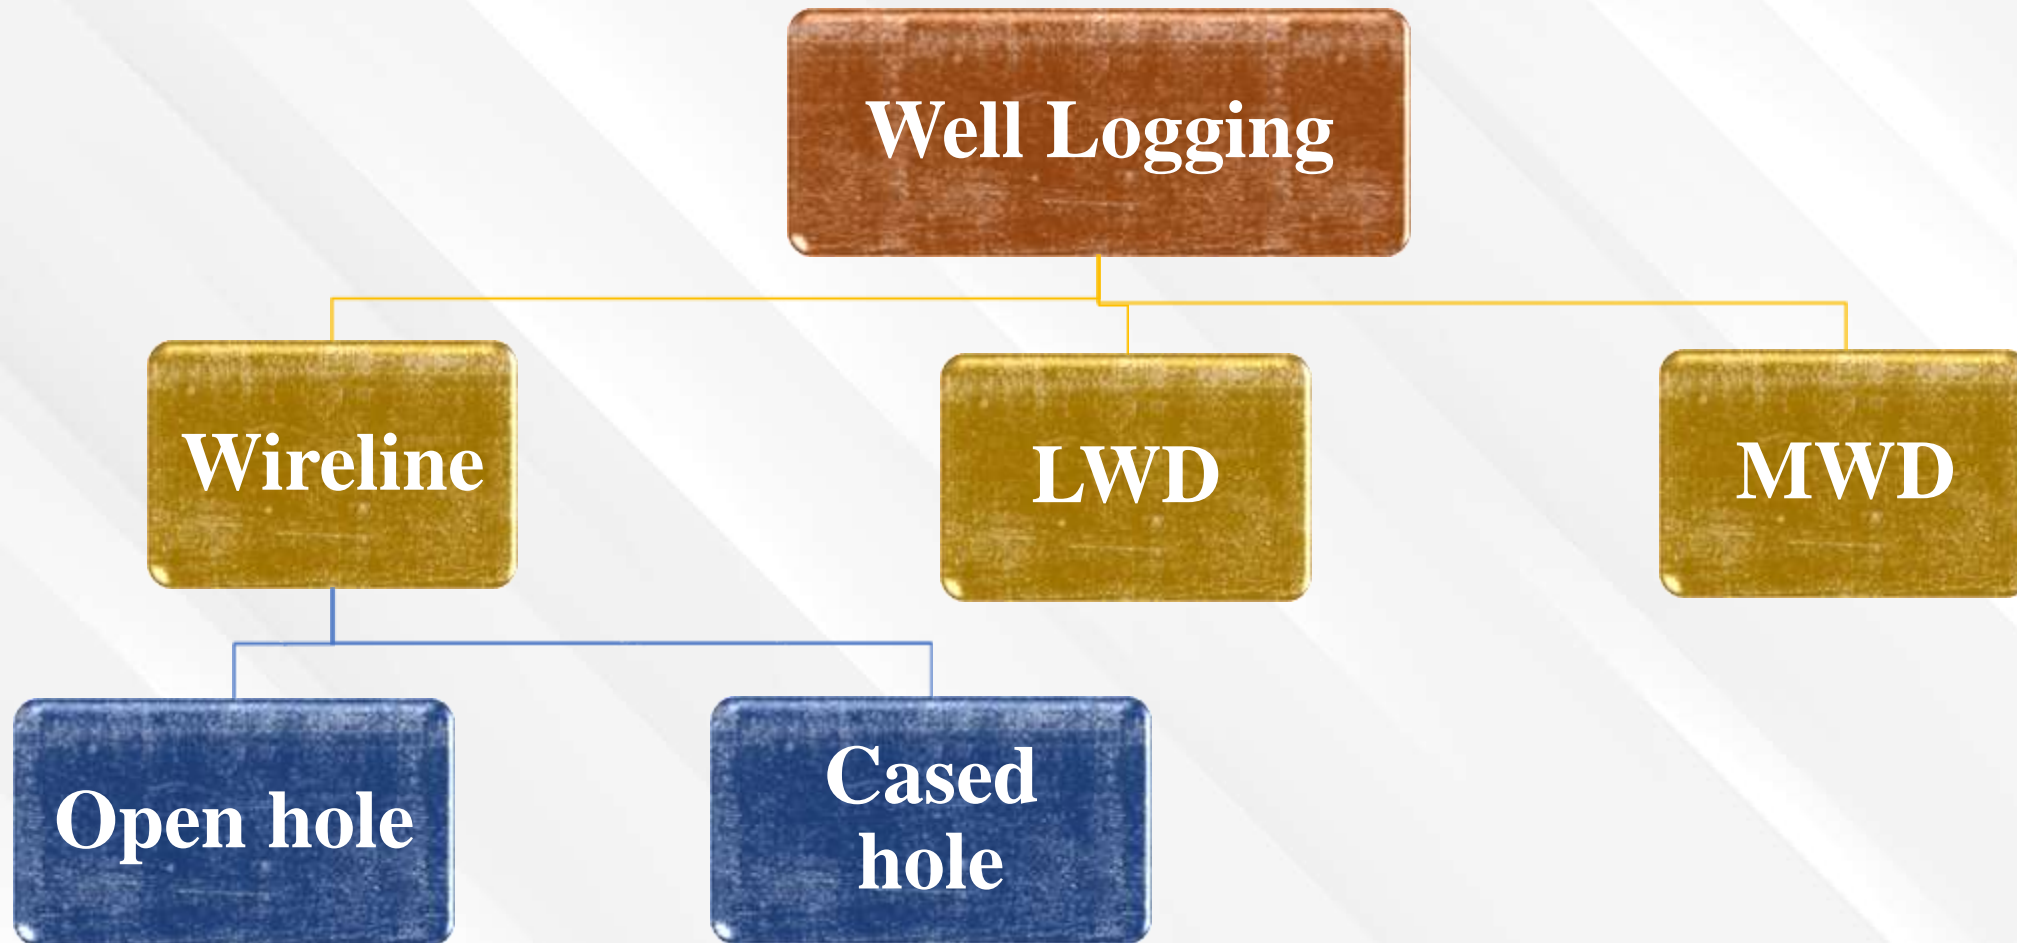 Well Logging
Wireline
LWD
MWD
Open hole
Cased
hole